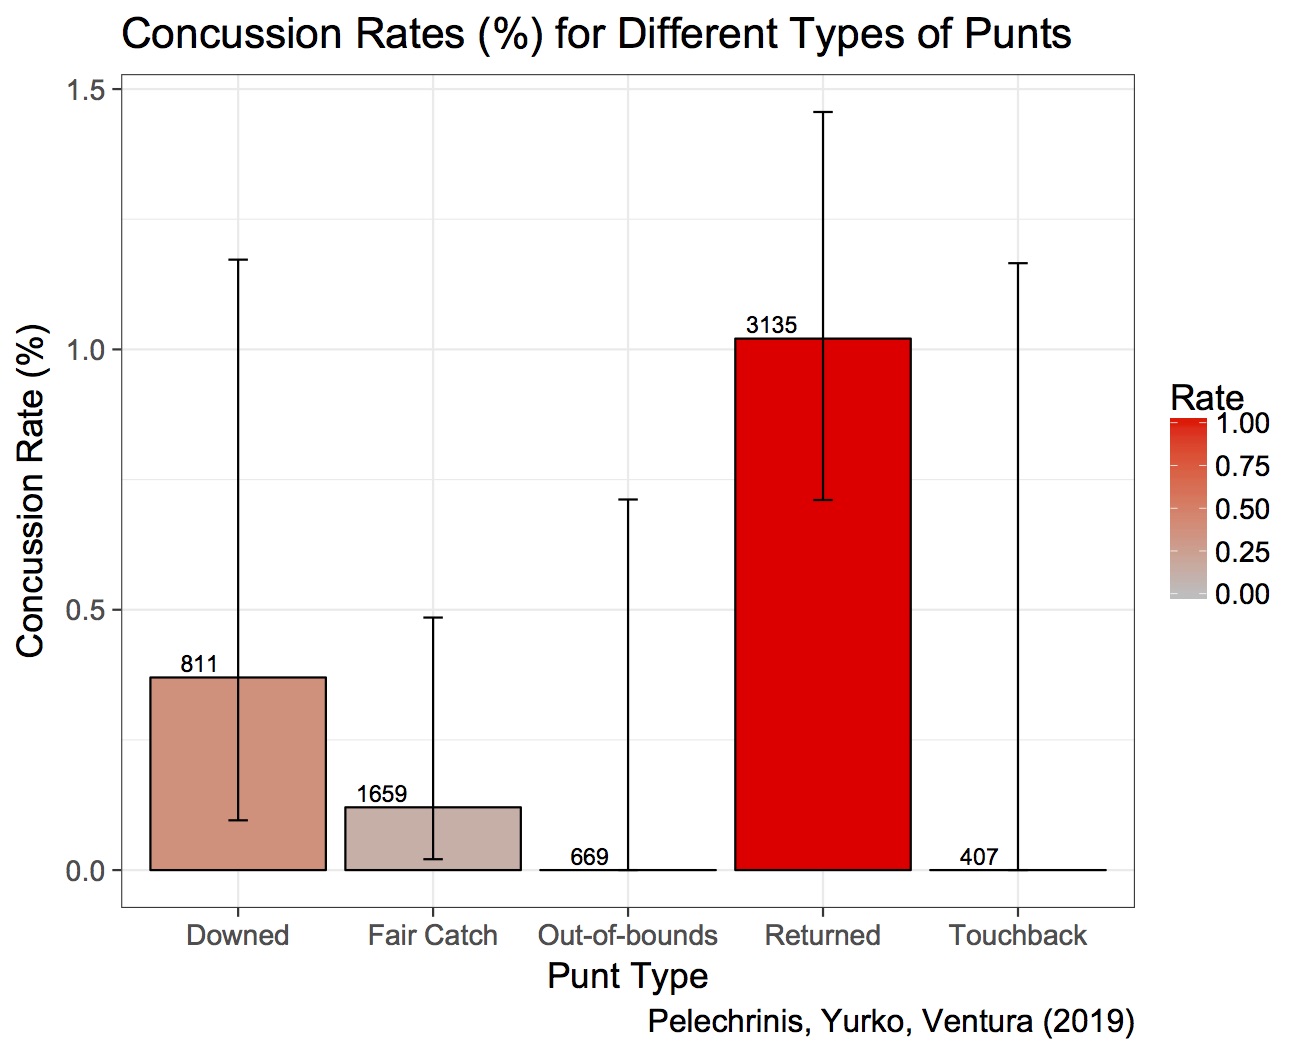 Concussion Rates (%) for Different Types of Punts
1.5
1.0
0.5
0.0
Concussion Rate (%)
811
1659
669
3135
407
Downed
Fair Catch
Out-of-bounds
Returned
Touchback
Punt Type
Pelechrinis, Yurko, Ventura (2019)
Rate
1.00
0.75
0.50
0.25
0.00